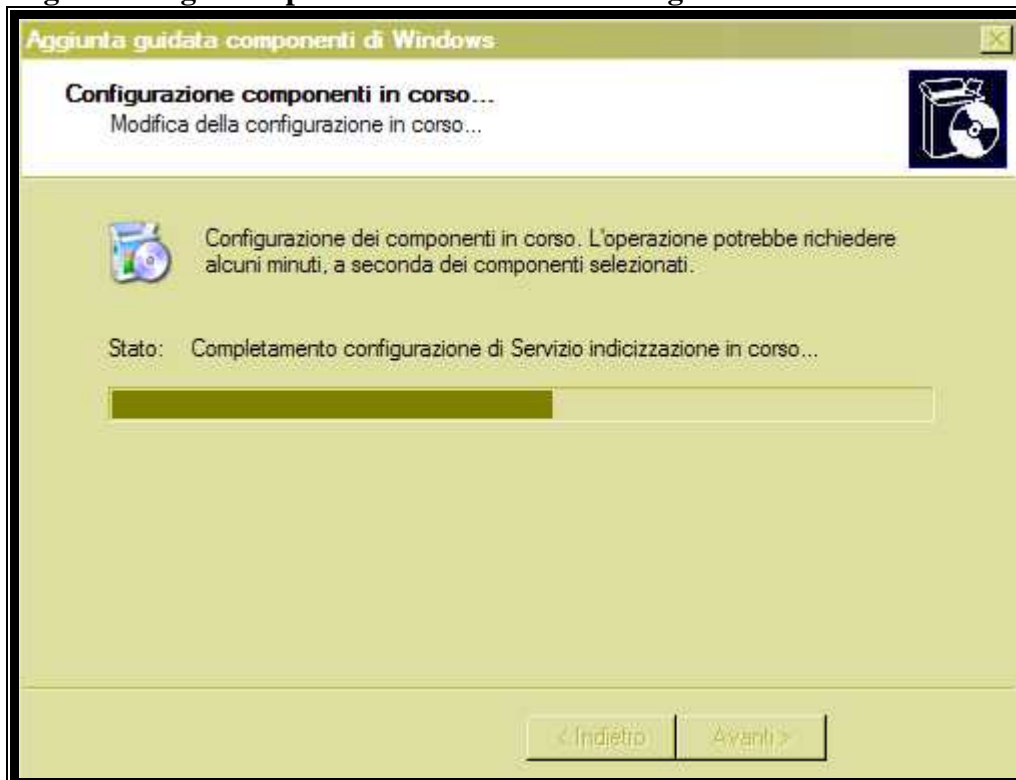 Aggiunta guidata componenti di Windows
Configurazione componenti in corso...
Modifica della configurazione in corso...
Configurazione dei componenti in corso. L'operazione potrebbe richiedere
alcuni minuti, a seconda dei componenti selezionati.
Stato: Completamento configurazione di Servizio indicizzazione in corso...
< Indietro Avanti >